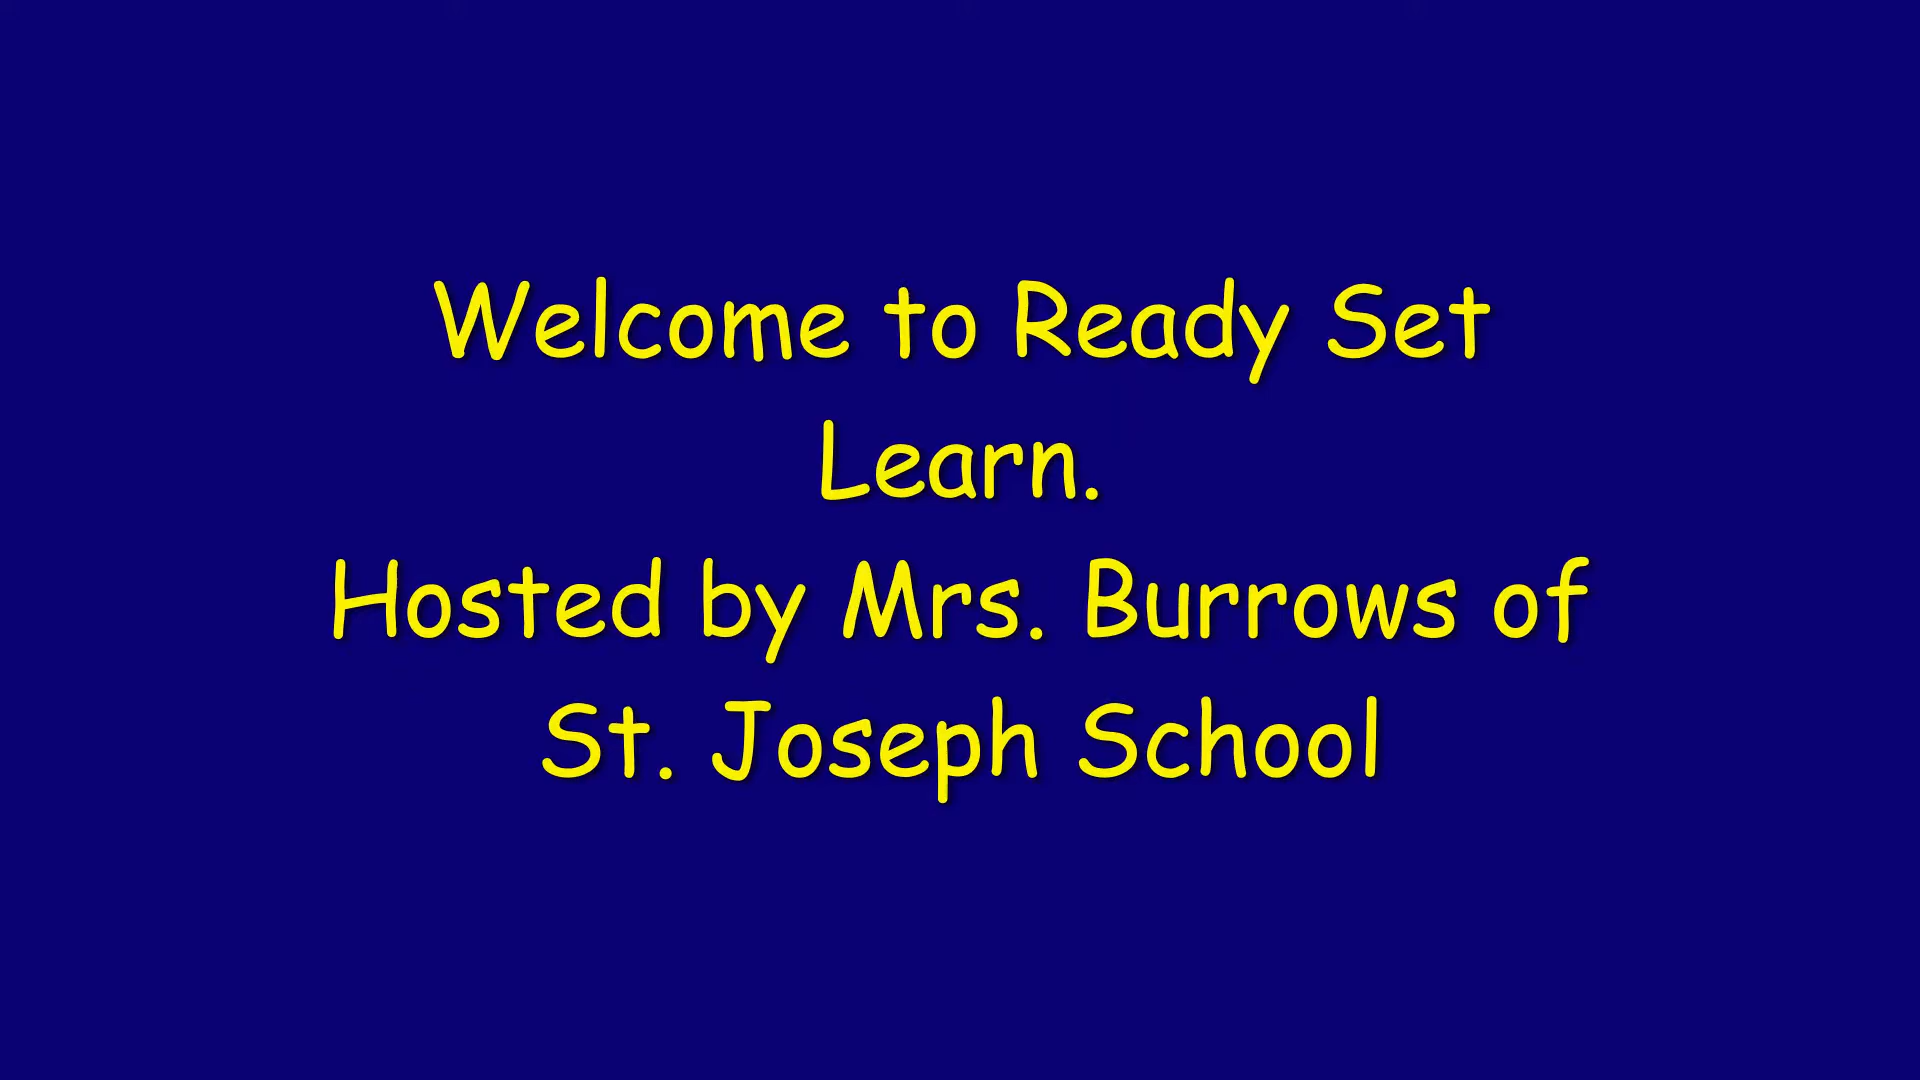 Welcome to Ready Set
Learn.
Hosted by Mrs. Burrows of
St. Joseph School